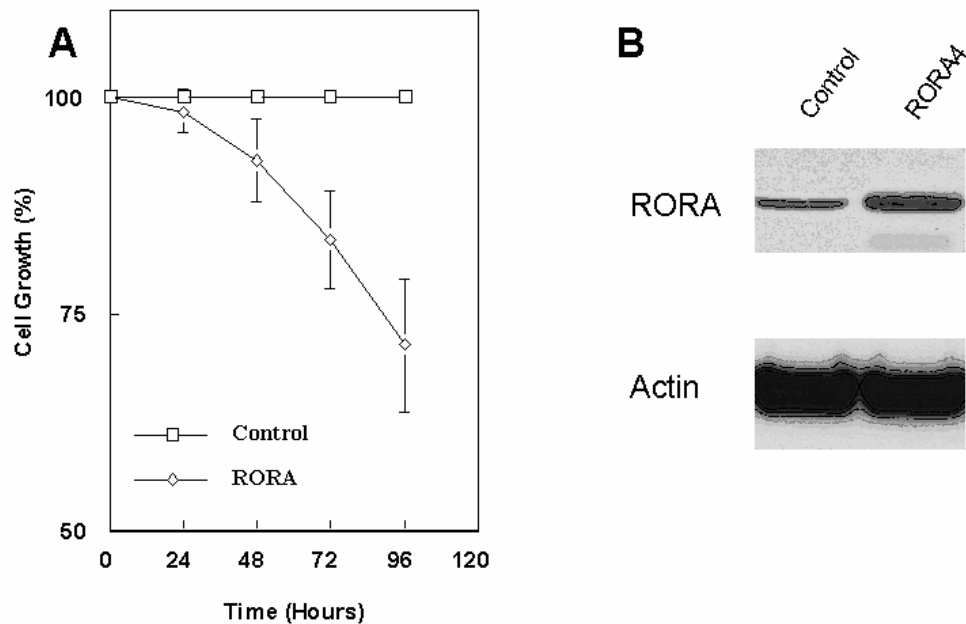 A
Cell Growth (%)
100
75
50
Control
RORA
0 24 48 72 96 120
Time (Hours)
B
Control
RORA4
RORA
Actin